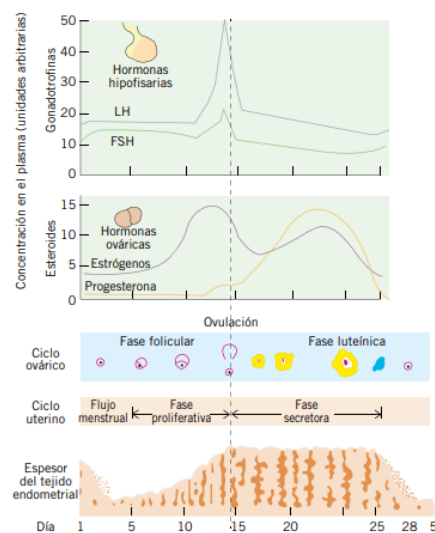 Concentración en el plasma (unidades arbitrarias)
Gonadotrofinas
50
40
30
20
10
0
Hormonas
hipofisarias
LH
FSH
Esteroides
15
10
5
0
Hormonas
ováricas
Estrógenos
Progesterona
Ovulación
Ciclo
ovárico
Fase folicular
Fase luteínica
Ciclo
uterino
Flujo
menstrual
Fase
proliferativa
Fase
secretora
Espesor
del tejido
endometrial
Día
1 5 10 15 20 25 28 5